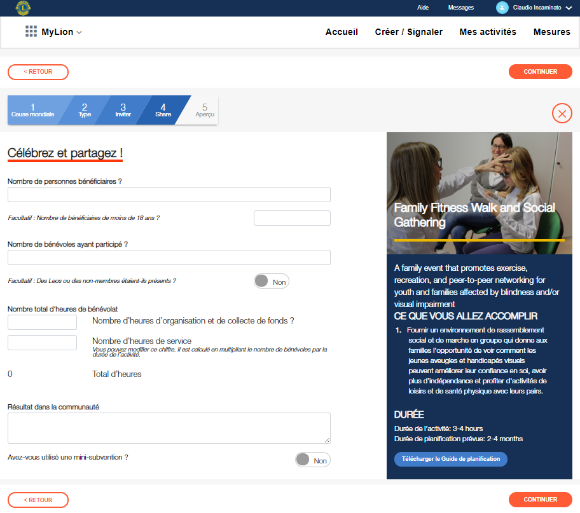 Aide
Messages
Claudio Incaminato
MyLion
Accueil
Créer / Signaler
Mes activités
Mesures
< RETOUR
CONTINUER
1
Cause mondiale
2
Type
3
Inviter
4
Share
5
Aperçu
Célébrez et partagez !
Nombre de personnes bénéficiaires ?
Facultatif : Nombre de bénéficiaires de moins de 18 ans ?
Nombre de bénévoles ayant participé ?
Facultatif : Des Leos ou des non-membres étaient-ils présents ?
Non
Nombre total d'heures de bénévolat
Nombre d'heures d'organisation et de collecte de fonds ?
Nombre d'heures de service
Vous pouvez modifier ce chiffre. Il est calculé en multipliant le nombre de bénévoles par la
durée de l'activité.
0
Total d'heures
Résultat dans la communauté
Avez-vous utilisé une mini-subvention ?
Non
Family Fitness Walk and Social
Gathering
A family event that promotes exercise,
recreation, and peer-to-peer networking for
youth and families affected by blindness and/or
visual impairment
CE QUE VOUS ALLEZ ACCOMPLIR
1. Fournir un environnement de rassemblement
social et de marche en groupe qui donne aux
familles l'opportunité de voir comment les
jeunes aveugles et handicapés visuels
peuvent améliorer leur confiance en soi, avoir
plus d'indépendance et profiter d'activités de
loisirs et de santé physique avec leurs pairs.
DURÉE
Durée de l'activité: 3-4 hours
Durée de planification prévue: 2-4 months
Télécharger le Guide de planification
< RETOUR
CONTINUER